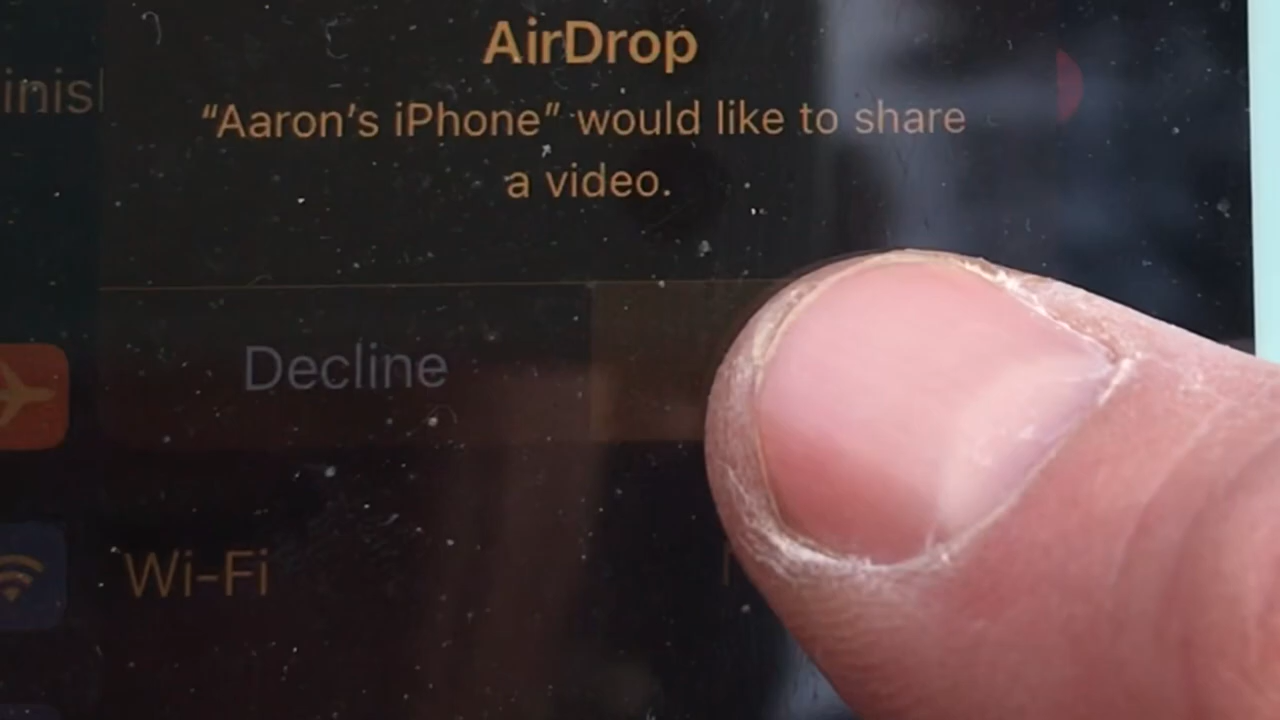 AirDrop
“Aaron’s iPhone” would like to share
a video.
Decline
Wi-Fi